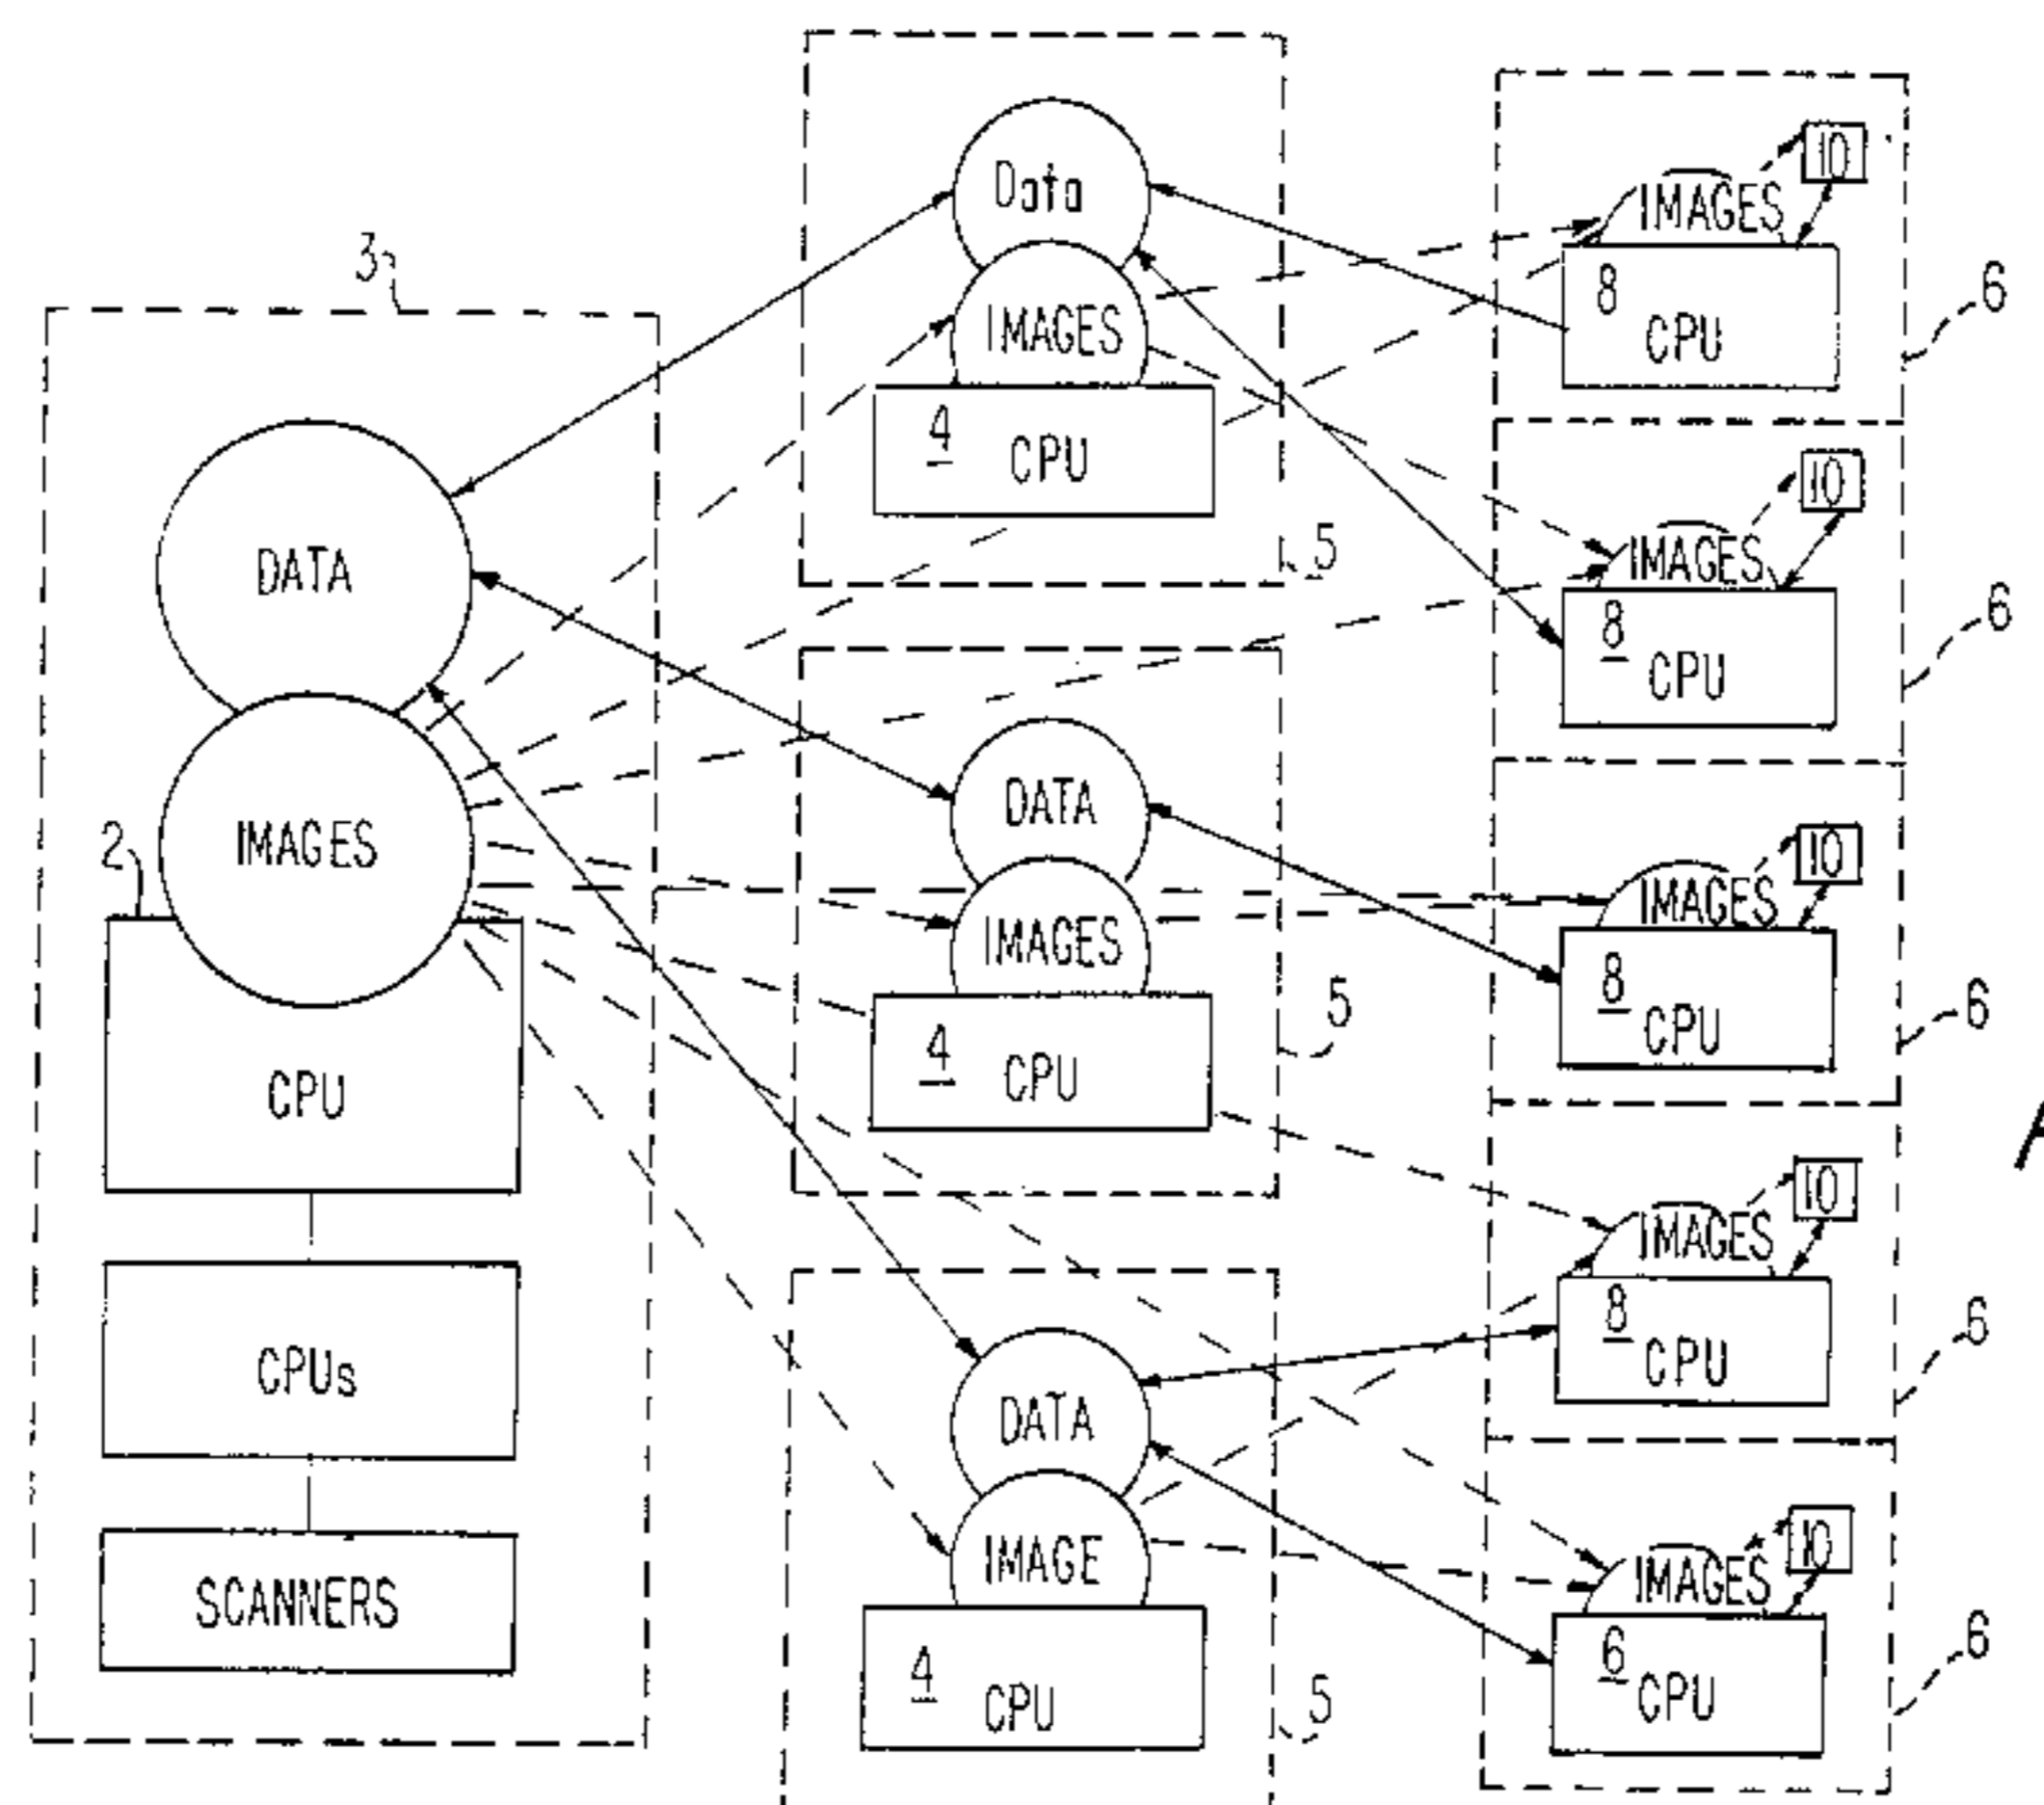 3
DATA
IMAGES
2
CPU
CPUs
SCANNERS
Data
IMAGES
4
CPU
5
DATA
IMAGES
4
CPU
5
DATA
IMAGE
4
CPU
5
10
IMAGES
8
CPU
6
10
IMAGES
8
CPU
6
10
IMAGES
8
CPU
6
10
IMAGES
8
CPU
6
10
IMAGES
6
CPU
6
A